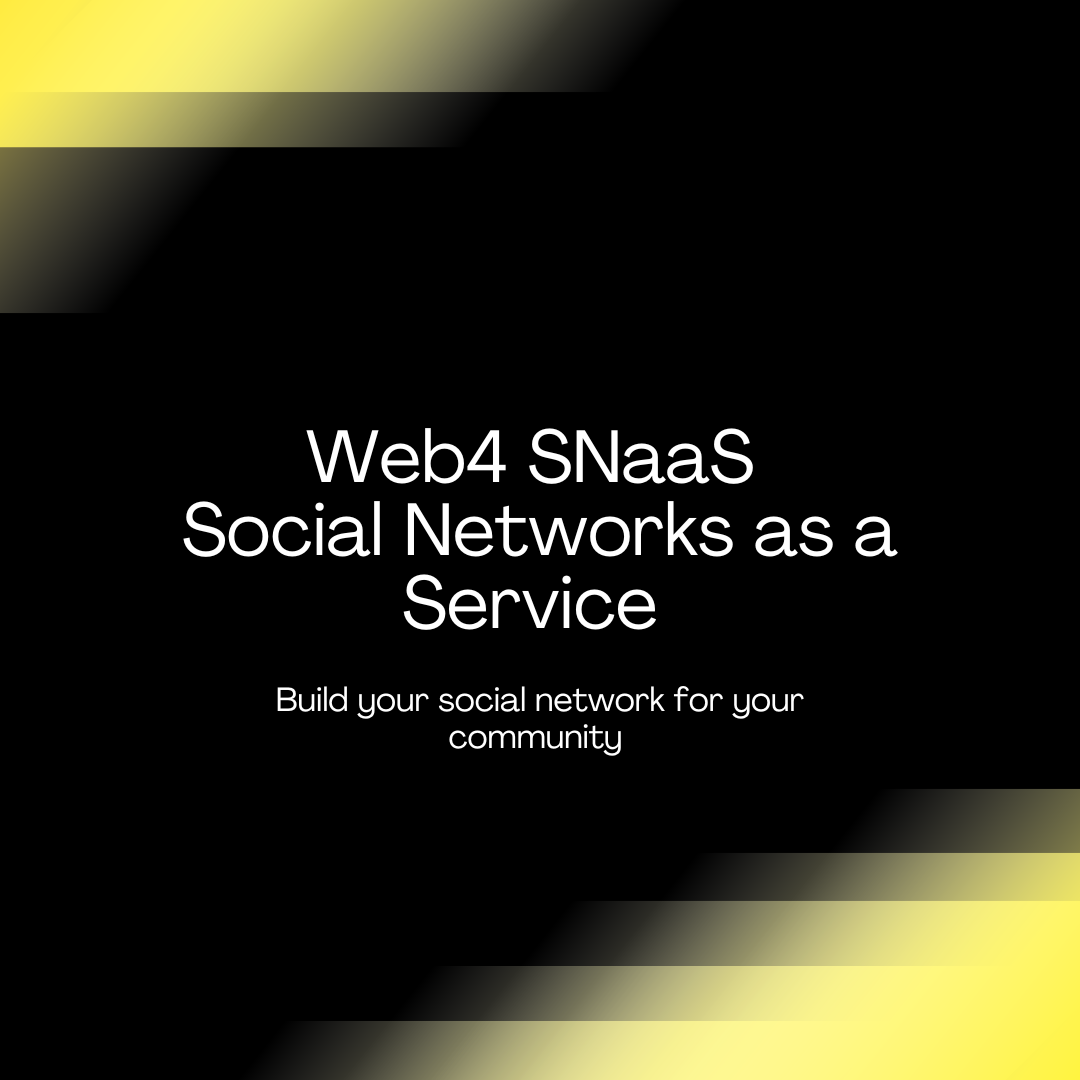 Web4 SNaaS
Social Networks as a
Service
Build your social network for your
community